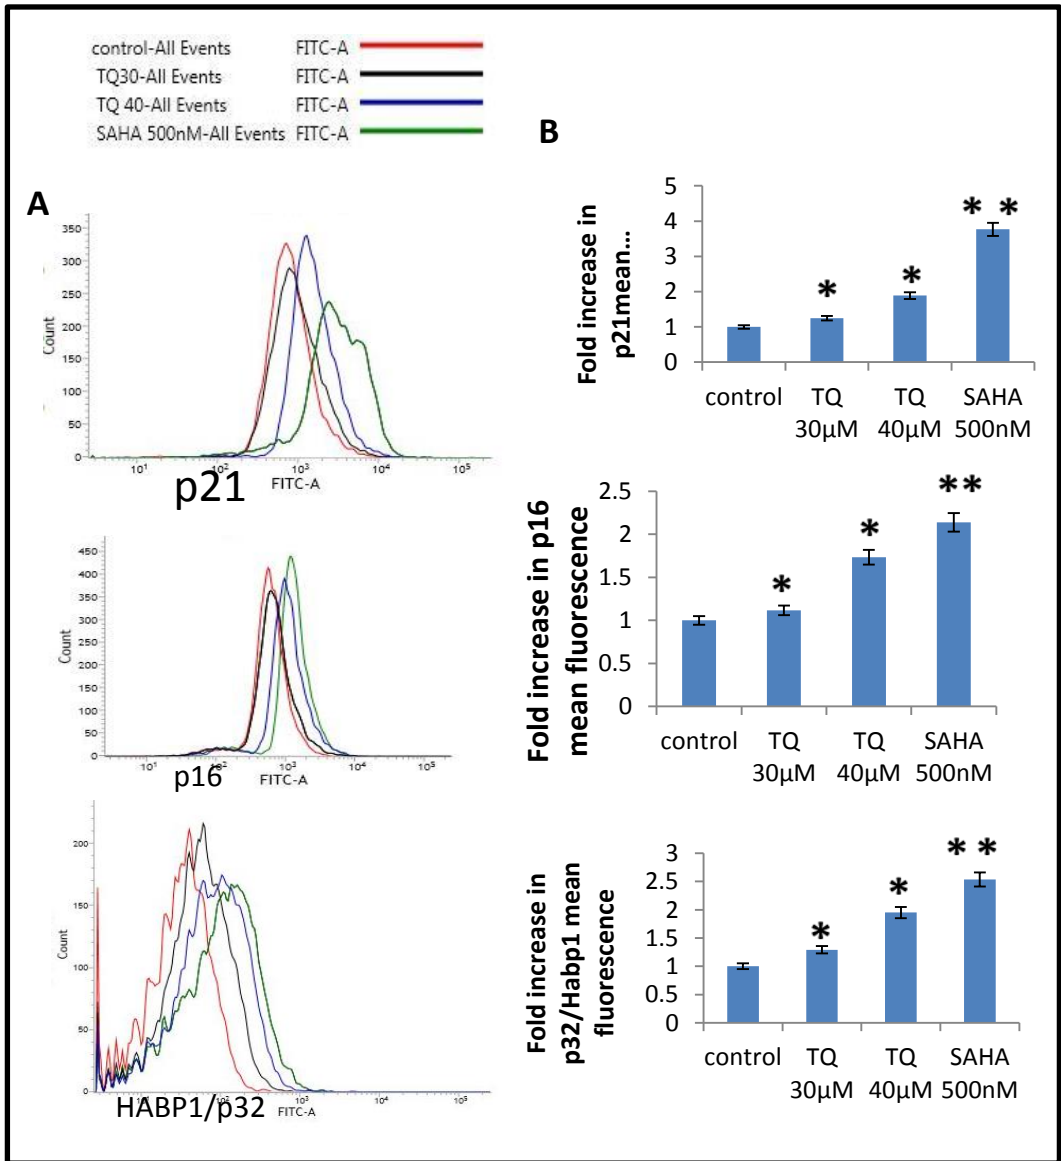 control-All Events FITC-A
TQ30-All Events FITC-A
TQ 40-All Events FITC-A
SAHA 500nM-All Events FITC-A
A
350
300
250
200
150
100
50
0
Count
10¹ 10² 10³ 10⁴ 10⁵
p21
FITC-A
450
400
350
300
250
200
150
100
50
0
Count
10¹ 10³ 10⁴ 10⁵
p16
FITC-A
200
150
100
50
0
Count
10¹ 10² 10³ 10⁴ 10⁵
HABP1/p32 FITC-A
B
Fold increase in
p21mean...
5
4
3
2
1
0
*
*
* *
control TQ TQ SAHA
30µM 40µM 500nM
Fold increase in p16
mean fluorescence
2.5
2
1.5
1
0.5
0
*
*
**
control TQ TQ SAHA
30µM 40µM 500nM
Fold increase in
p32/Habp1 mean
fluorescence
3
2.5
2
1.5
1
0.5
0
*
*
* *
control TQ TQ SAHA
30µM 40µM 500nM